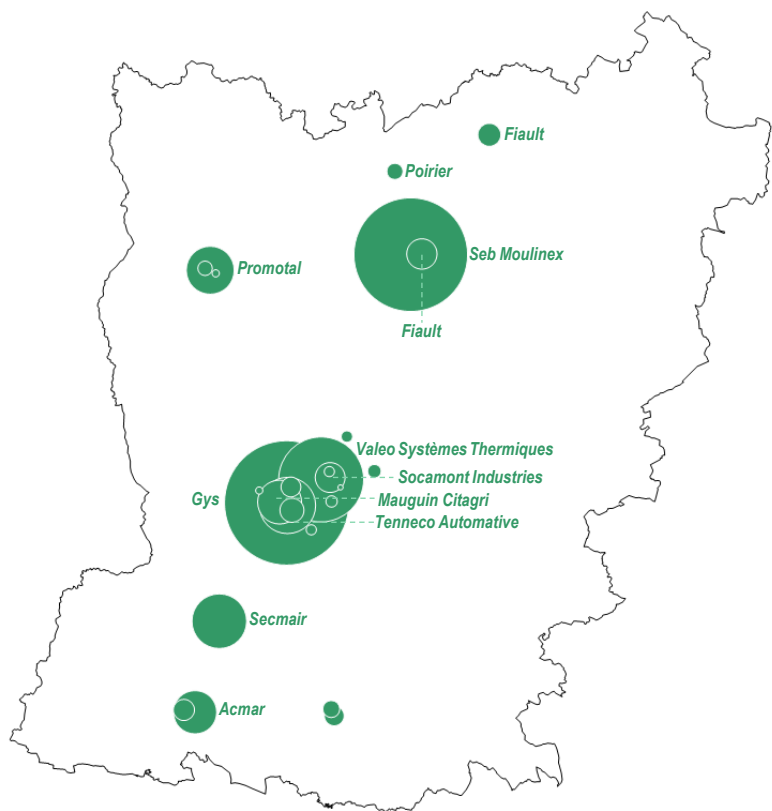 Fiault
Poirier
Seb Moulinex
Promotal
Fiault
Valeo Systèmes Thermiques
Socamont Industries
Gys
Mauguin Citagri
Tenneco Automative
Secmair
Acmar